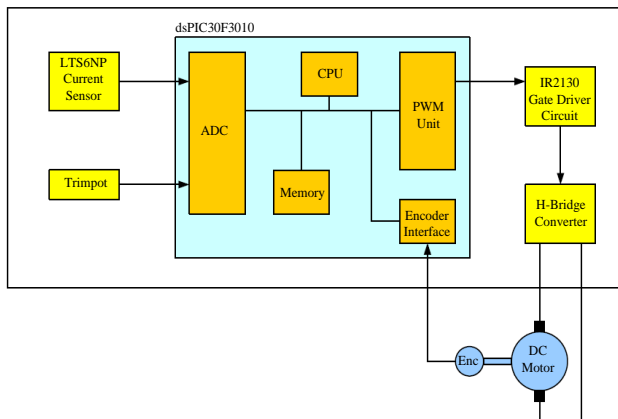 dsPIC30F3010
LTS6NP
Current
Sensor
CPU
IR2130
Gate Driver
Circuit
PWM
Unit
ADC
Trimpot
Memory
Encoder
Interface
H-Bridge
Converter
Enc
DC
Motor